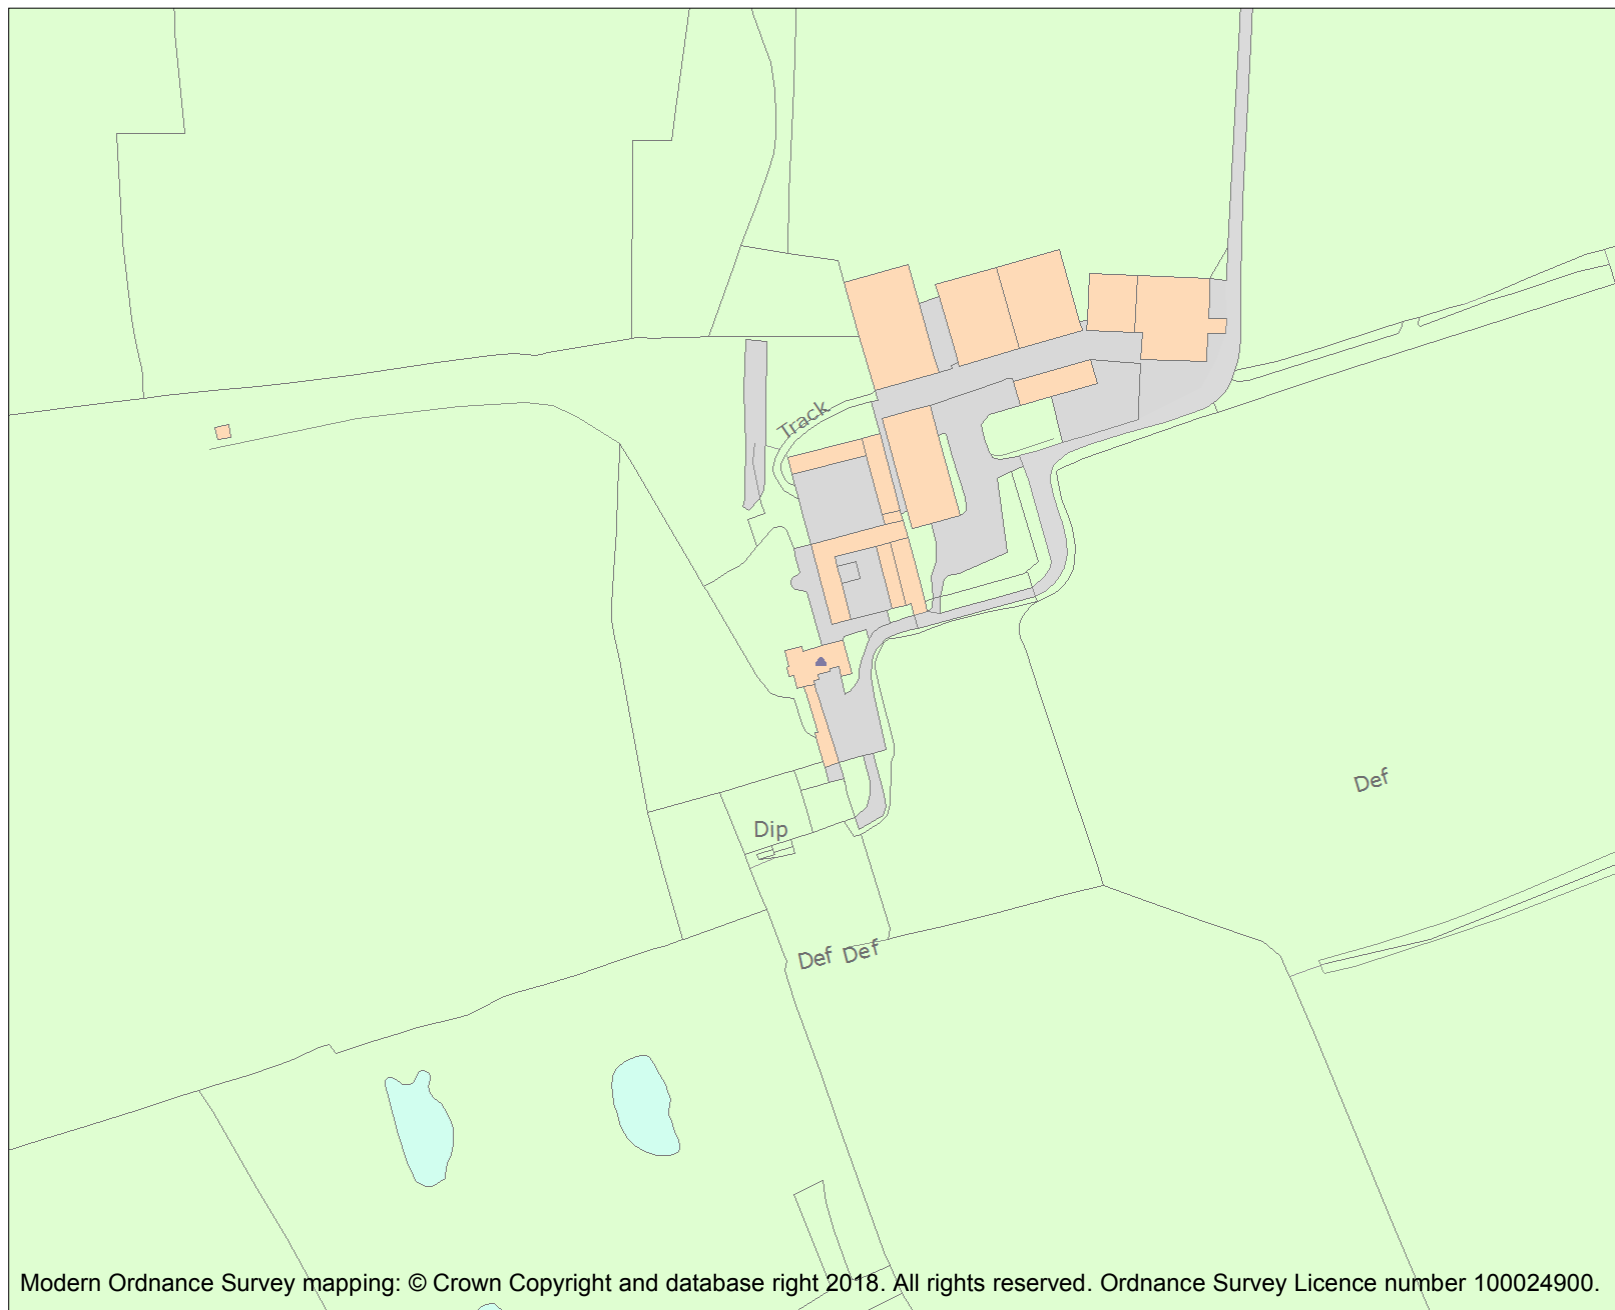 Track
Def
Dip
Def Def
Modern Ordnance Survey mapping: © Crown Copyright and database right 2018. All rights reserved. Ordnance Survey Licence number 100024900.